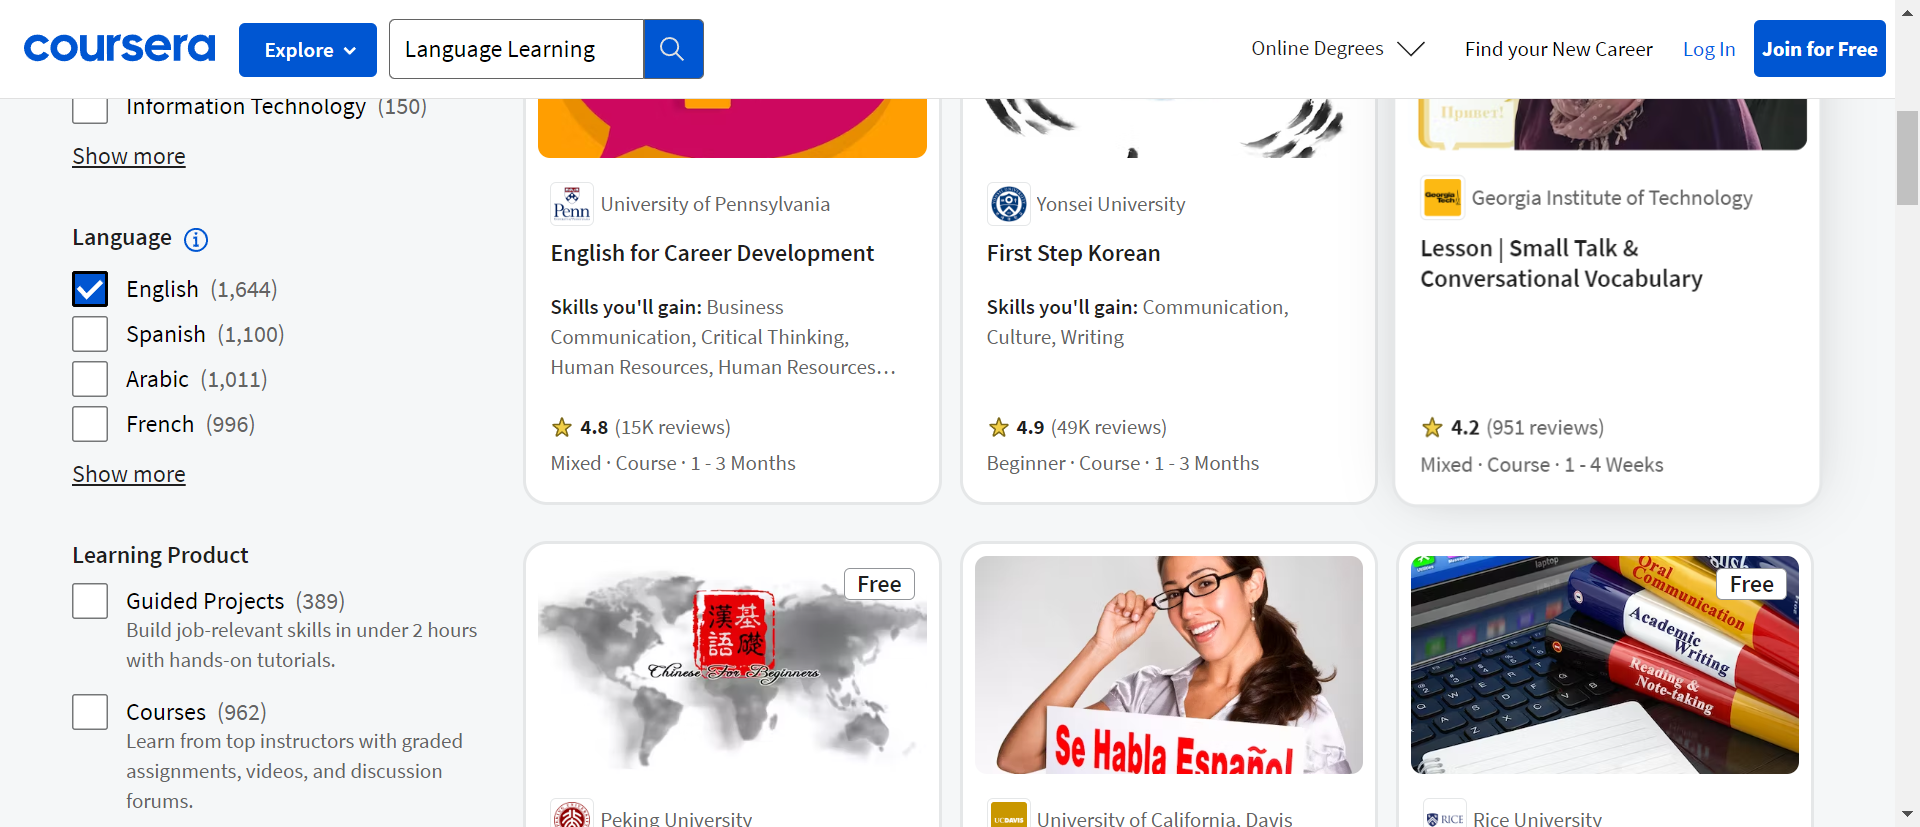 coursera
Explore
Language Learning
Online Degrees
Find your New Career
Log In
Join for Free
Information Technology (150)
Show more
Language
English (1,644)
Spanish (1,100)
Arabic (1,011)
French (996)
Show more
Learning Product
Guided Projects (389)
Build job-relevant skills in under 2 hours
with hands-on tutorials.
Courses (962)
Learn from top instructors with graded
assignments, videos, and discussion
forums.
Penn
University of Pennsylvania
English for Career Development
Skills you'll gain: Business
Communication, Critical Thinking,
Human Resources, Human Resources…
4.8 (15K reviews)
Mixed · Course · 1 - 3 Months
Yonsei University
First Step Korean
Skills you'll gain: Communication,
Culture, Writing
4.9 (49K reviews)
Beginner · Course · 1 - 3 Months
Привет!
Georgia
Tech
Georgia Institute of Technology
Lesson | Small Talk &
Conversational Vocabulary
4.2 (951 reviews)
Mixed · Course · 1 - 4 Weeks
Free
漢基
語礎
Chinese For Beginners
Peking University
Se Habla Español
UCDAVIS
University of California, Davis
Free
laptop
Oral
Communication
Academic
Writing
Reading &
Note-taking
RICE
Rice University